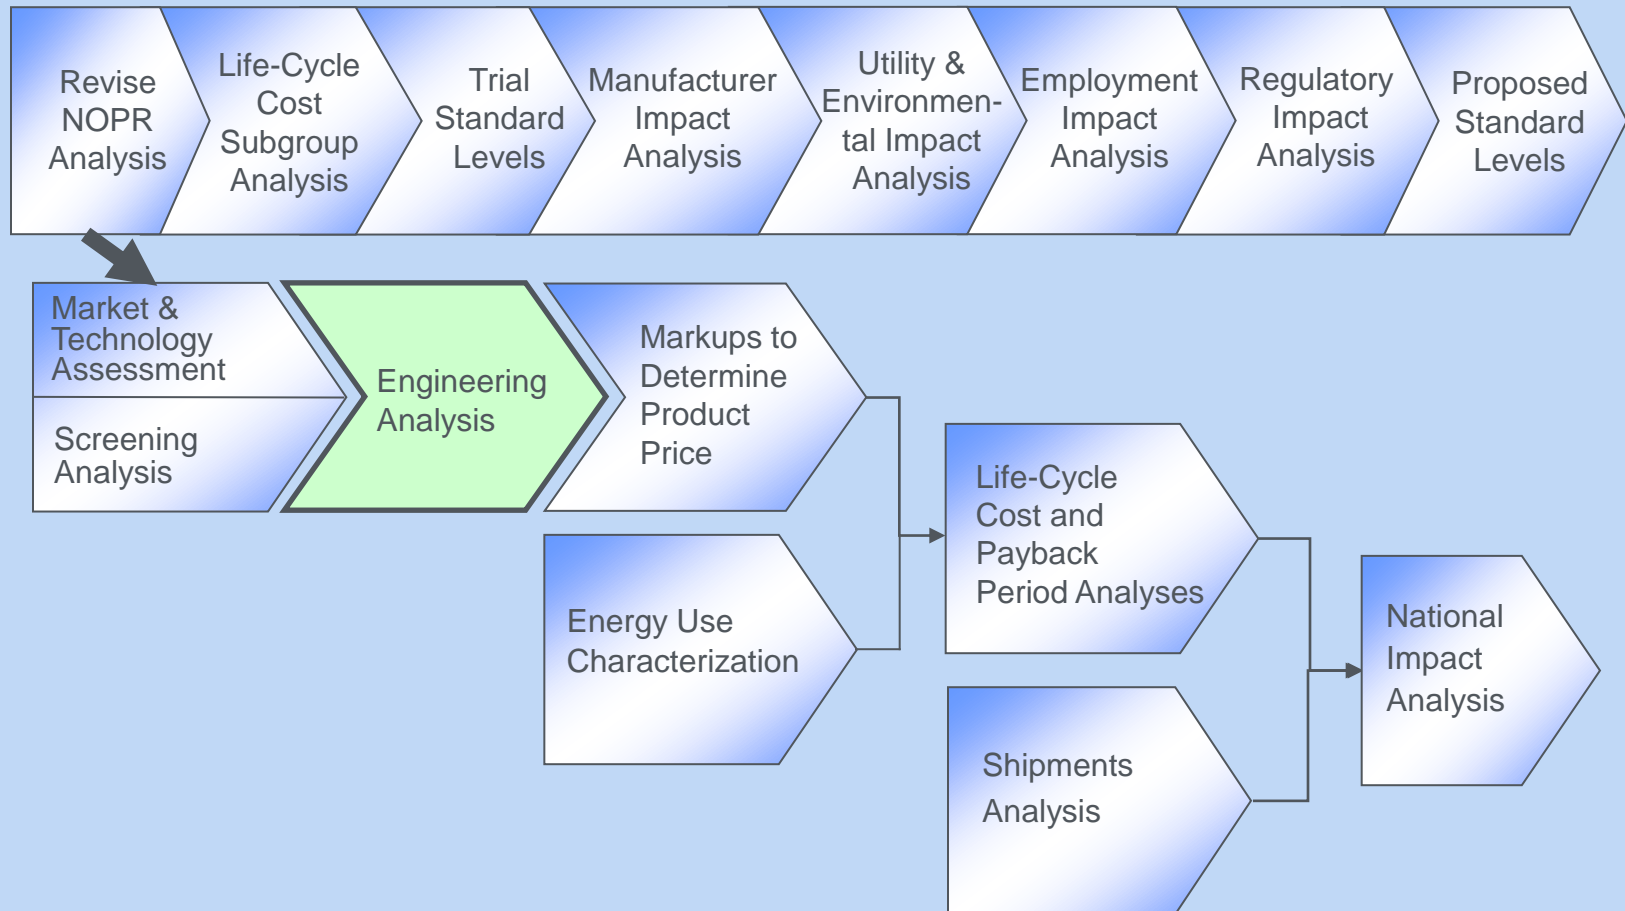 Revise
NOPR
Analysis
Life-Cycle
Cost
Subgroup
Analysis
Trial
Standard
Levels
Manufacturer
Impact
Analysis
Utility &
Environmen-
tal Impact
Analysis
Employment
Impact
Analysis
Regulatory
Impact
Analysis
Proposed
Standard
Levels
Market &
Technology
Assessment
Screening
Analysis
Engineering
Analysis
Markups to
Determine
Product
Price
Energy Use
Characterization
Life-Cycle
Cost and
Payback
Period Analyses
Shipments
Analysis
National
Impact
Analysis